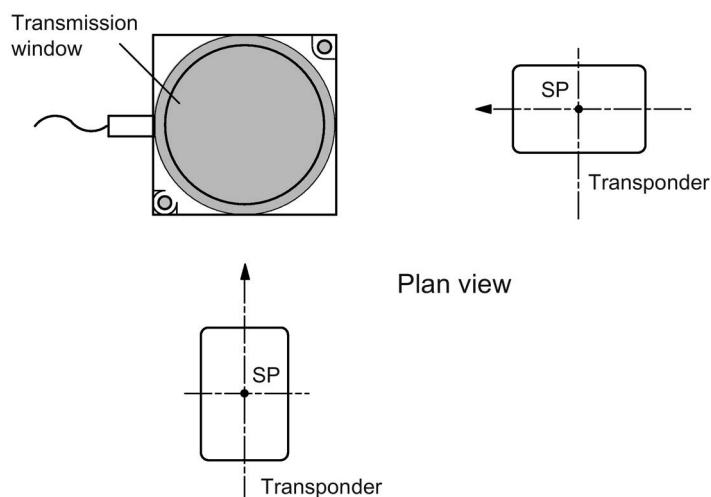 Transmission
window
SP
Transponder
Plan view
SP
Transponder